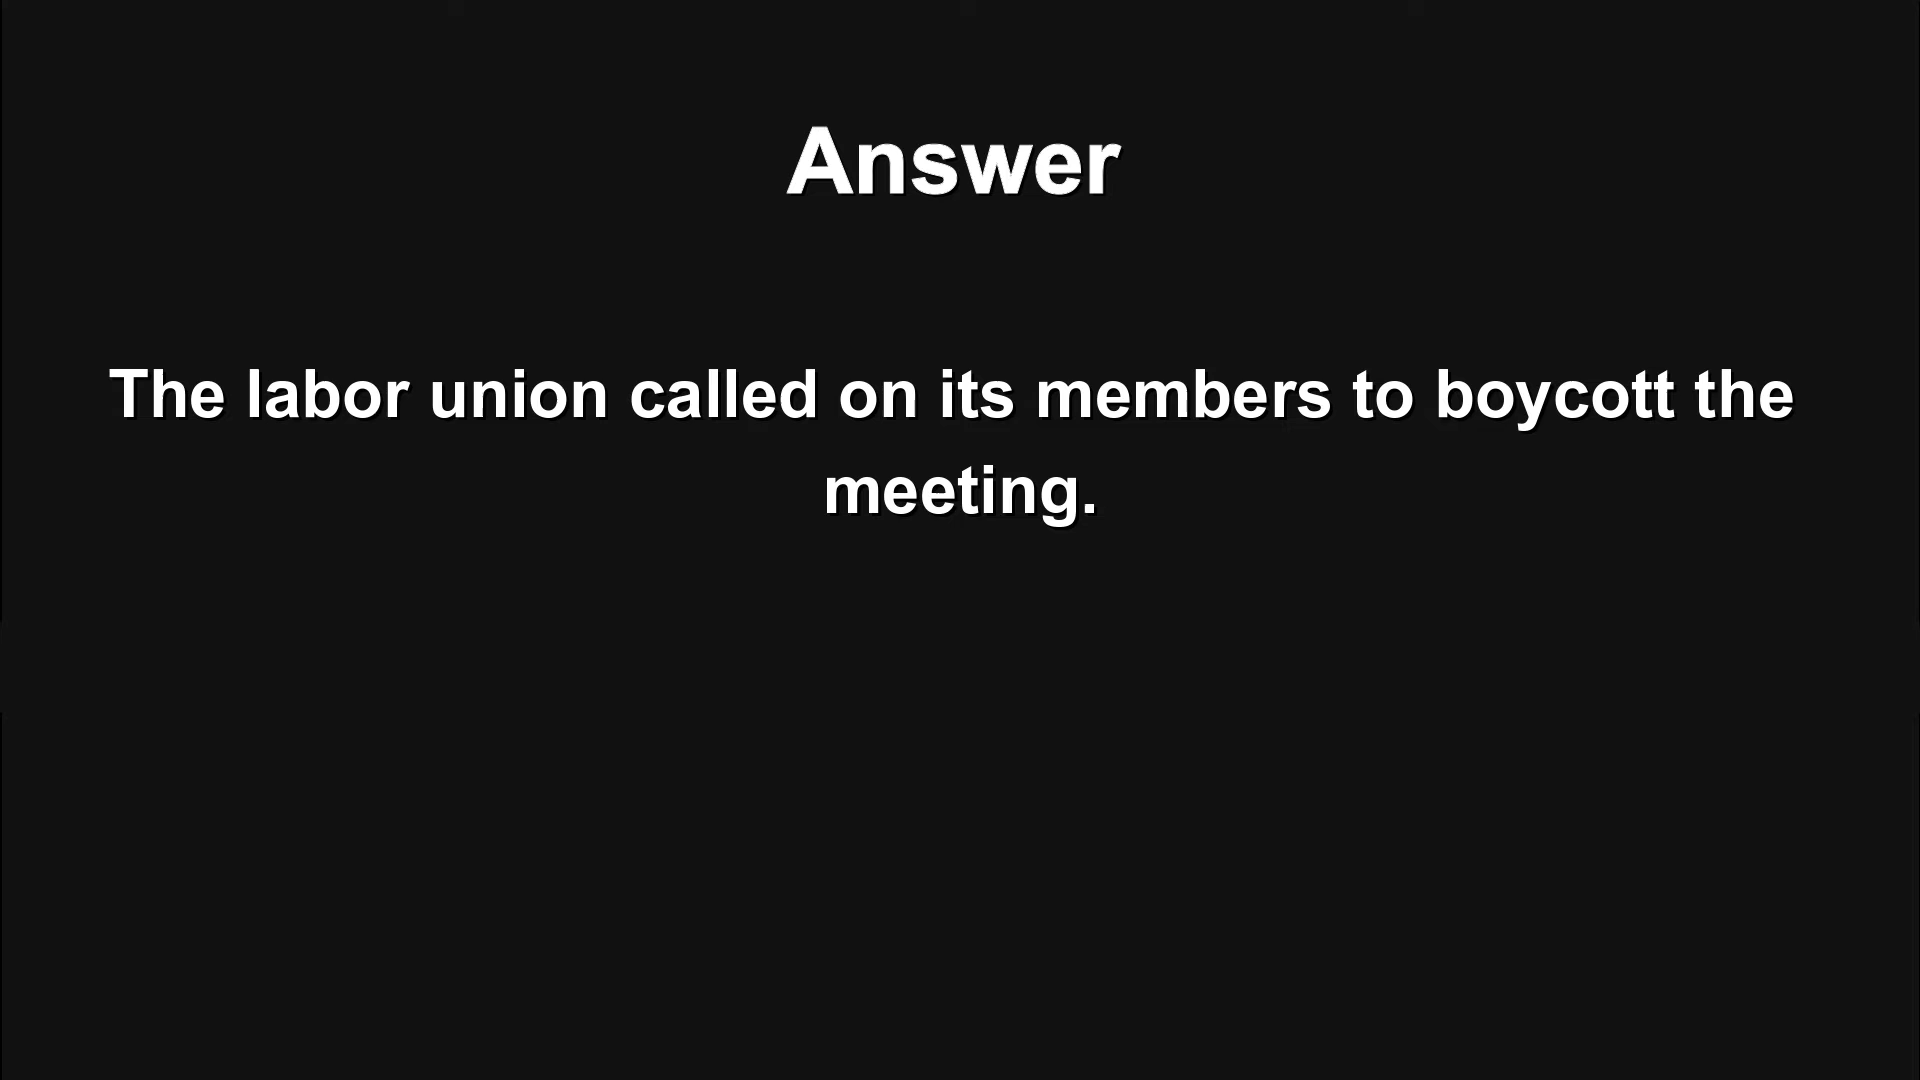 Answer
The labor union called on its members to boycott the
meeting.